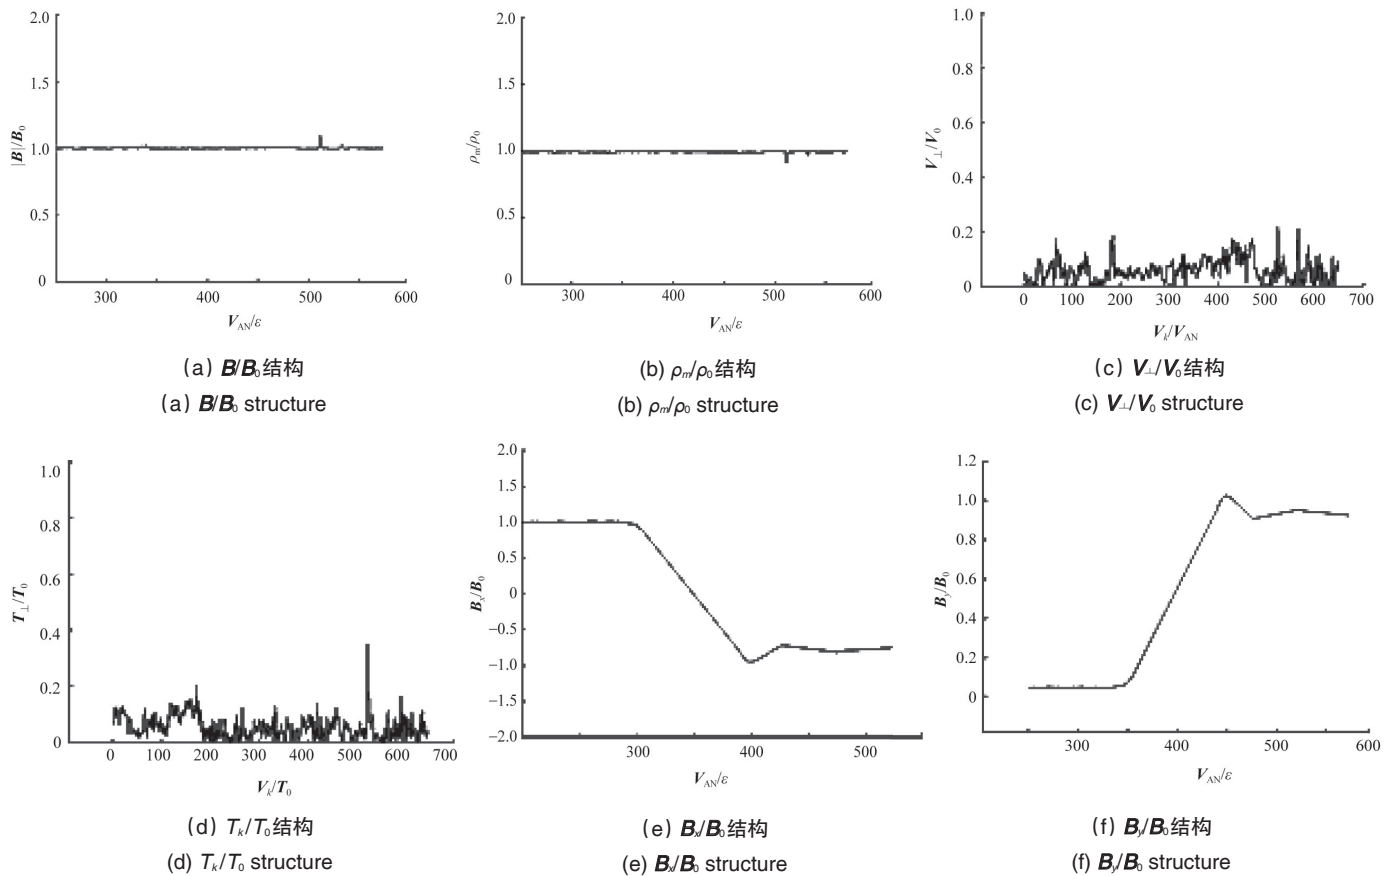 2.0
1.5
1.0
0.5
0
|B|/B₀
300
400
500
600
V_AN/ε
(a) B/B₀结构
(a) B/B₀ structure
2.0
1.5
1.0
0.5
0
ρₘ/ρ₀
300
400
500
600
V_AN/ε
(b) ρₘ/ρ₀结构
(b) ρₘ/ρ₀ structure
1.0
0.8
0.6
0.4
0.2
0
V⊥/V₀
0 100 200 300 400 500 600 700
Vₖ/V_AN
(c) V⊥/V₀结构
(c) V⊥/V₀ structure
1.0
0.8
0.6
0.4
0.2
0
T⊥/T₀
0 100 200 300 400 500 600 700
Vₖ/T₀
(d) Tₖ/T₀结构
(d) Tₖ/T₀ structure
2.0
1.5
1.0
0.5
0
−0.5
−1.0
−1.5
−2.0
Bₓ/B₀
300
400
500
V_AN/ε
(e) Bₓ/B₀结构
(e) Bₓ/B₀ structure
1.2
1.0
0.8
0.6
0.4
0.2
0
B_y/B₀
300
400
500
600
V_AN/ε
(f) B_y/B₀结构
(f) B_y/B₀ structure